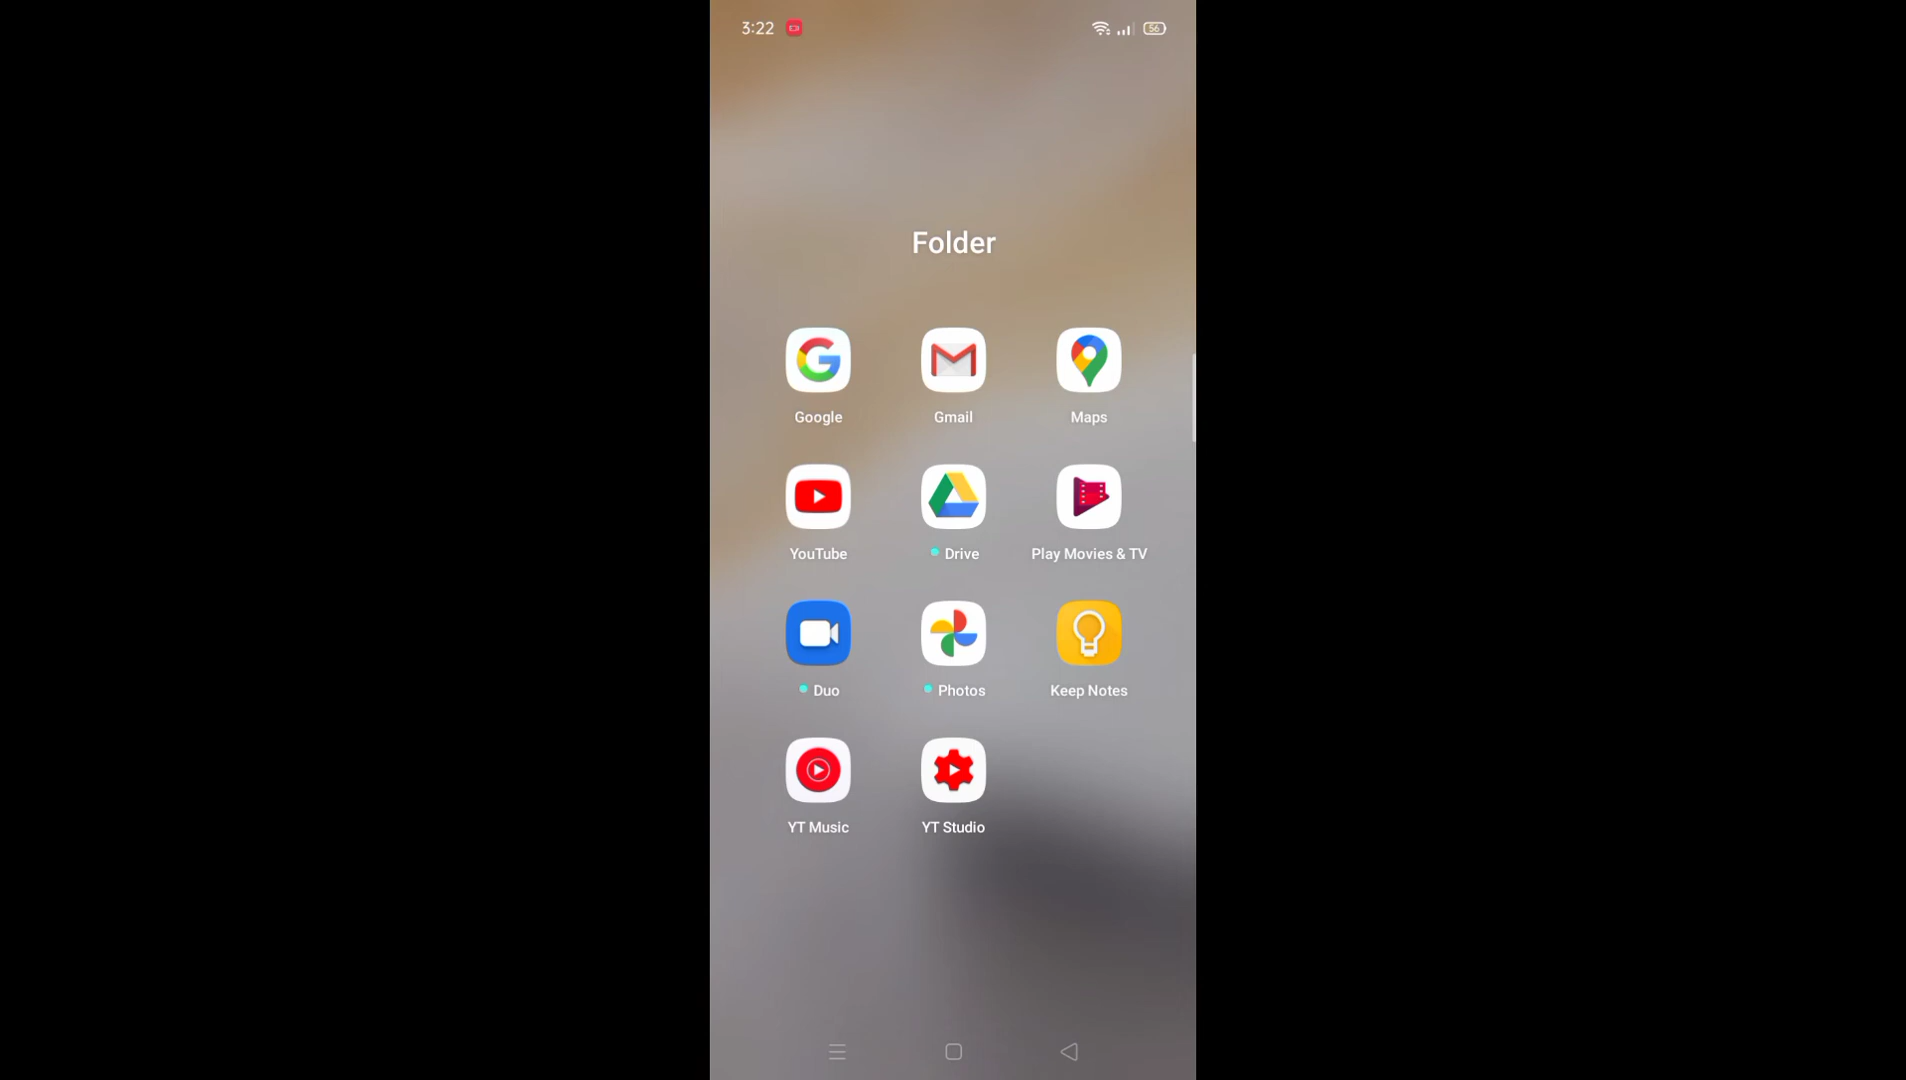 3:22
56
Folder
Google Gmail Maps
YouTube Drive Play Movies & TV
Duo Photos Keep Notes
YT Music YT Studio